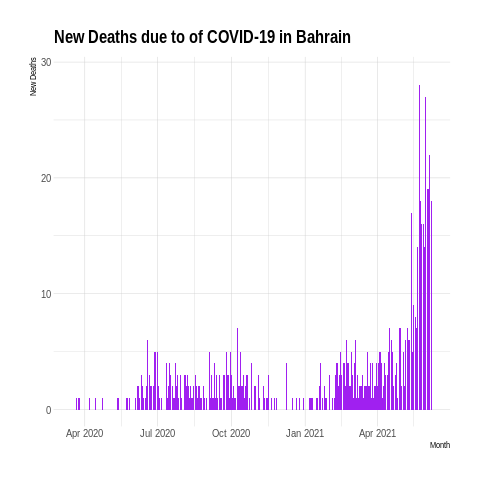 New Deaths due to of COVID-19 in Bahrain
New Deaths
30
20
10
0
Apr 2020 Jul 2020 Oct 2020 Jan 2021 Apr 2021
Month